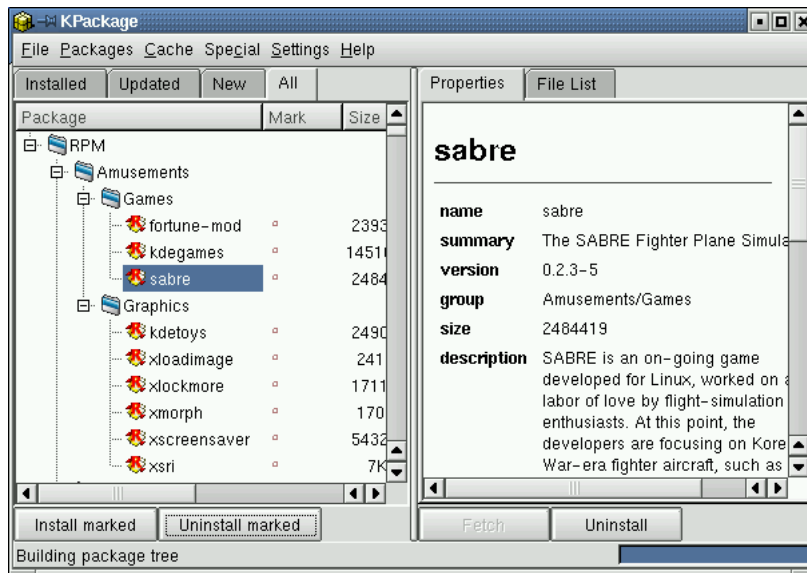 KPackage
File Packages Cache Special Settings Help
Installed Updated New All
Package Mark Size
RPM
Amusements
Games
fortune-mod 2393
kdegames 1451
sabre 2484
Graphics
kdetoys 2490
xloadimage 241
xlockmore 1711
xmorph 170
xscreensaver 5432
xsri 7K
Install marked Uninstall marked
Properties File List
sabre
name sabre
summary The SABRE Fighter Plane Simula
version 0.2.3-5
group Amusements/Games
size 2484419
description SABRE is an on-going game
developed for Linux, worked on a
labor of love by flight-simulation
enthusiasts. At this point, the
developers are focusing on Kore
War-era fighter aircraft, such as
Fetch Uninstall
Building package tree